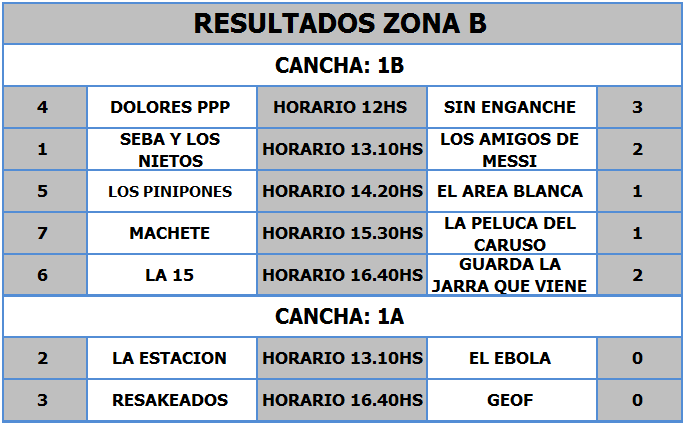 RESULTADOS ZONA B
CANCHA: 1B
4 DOLORES PPP HORARIO 12HS SIN ENGANCHE 3
1 SEBA Y LOS NIETOS HORARIO 13.10HS LOS AMIGOS DE MESSI 2
5 LOS PINIPONES HORARIO 14.20HS EL AREA BLANCA 1
7 MACHETE HORARIO 15.30HS LA PELUCA DEL CARUSO 1
6 LA 15 HORARIO 16.40HS GUARDA LA JARRA QUE VIENE 2
CANCHA: 1A
2 LA ESTACION HORARIO 13.10HS EL EBOLA 0
3 RESAKEADOS HORARIO 16.40HS GEOF 0